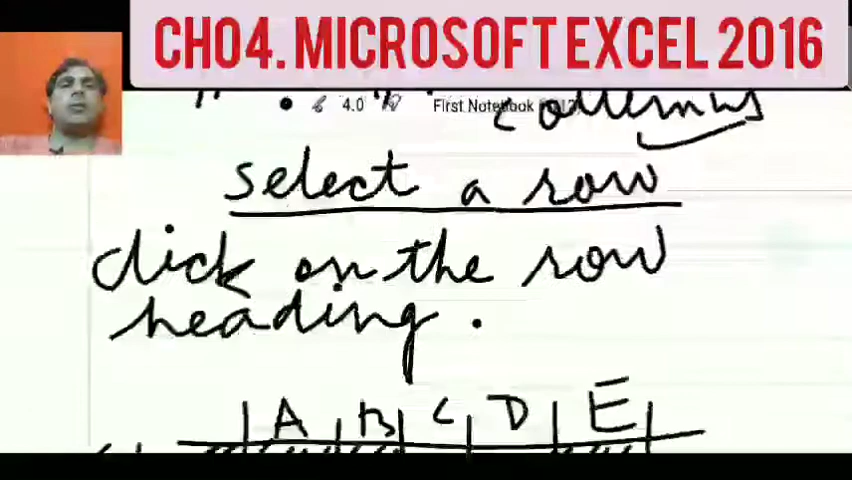 CH04. MICROSOFT EXCEL 2016
4.0 First Notebook
columns
select a row
click on the row
heading.
A B C D E